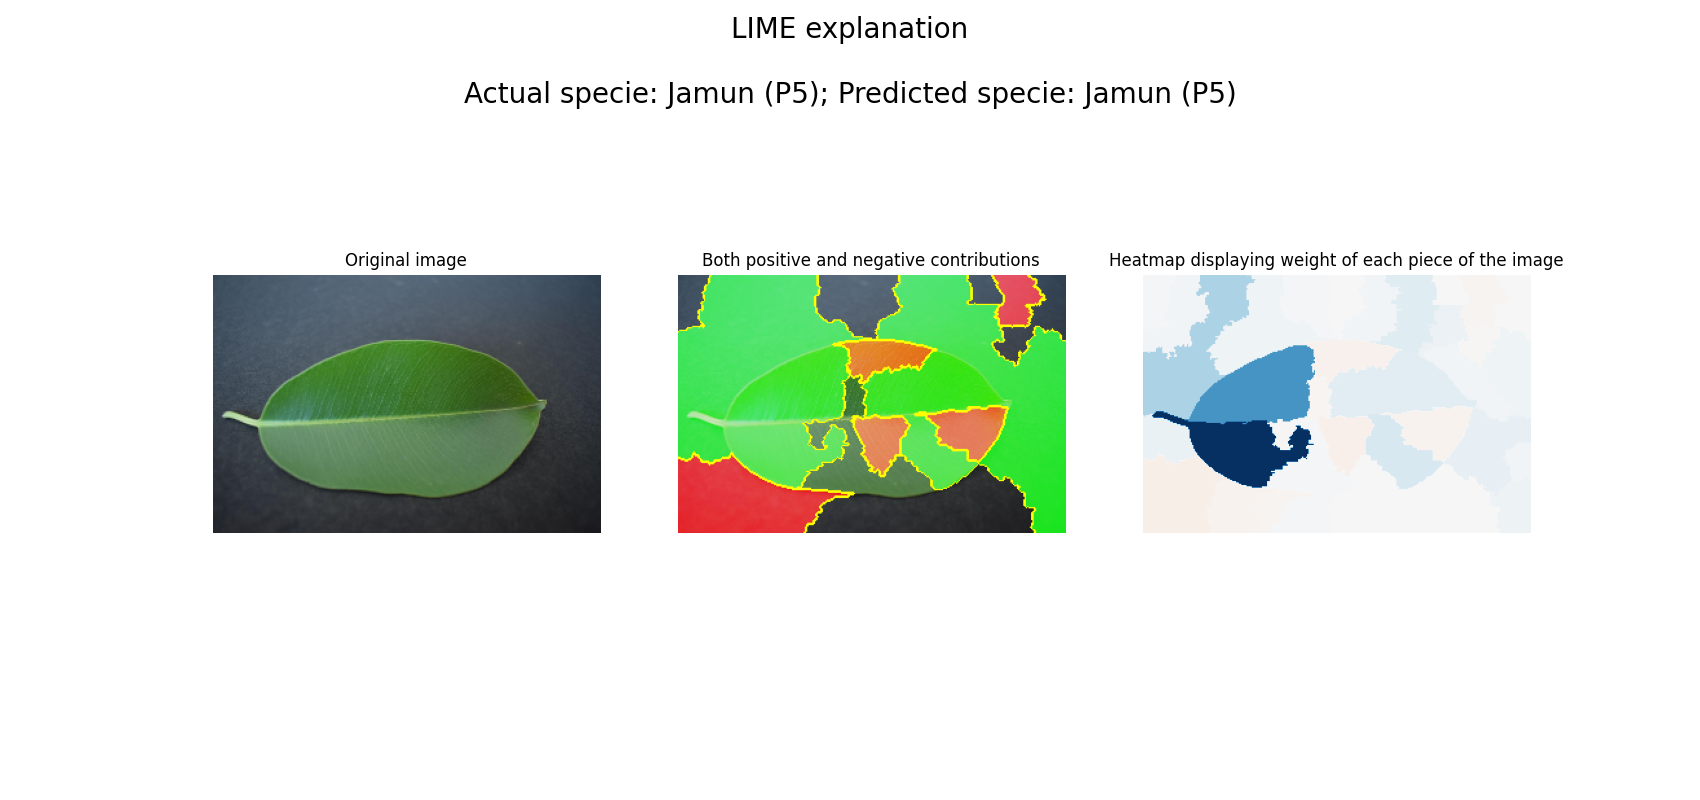 LIME explanation
Actual specie: Jamun (P5); Predicted specie: Jamun (P5)
Original image
Both positive and negative contributions
Heatmap displaying weight of each piece of the image